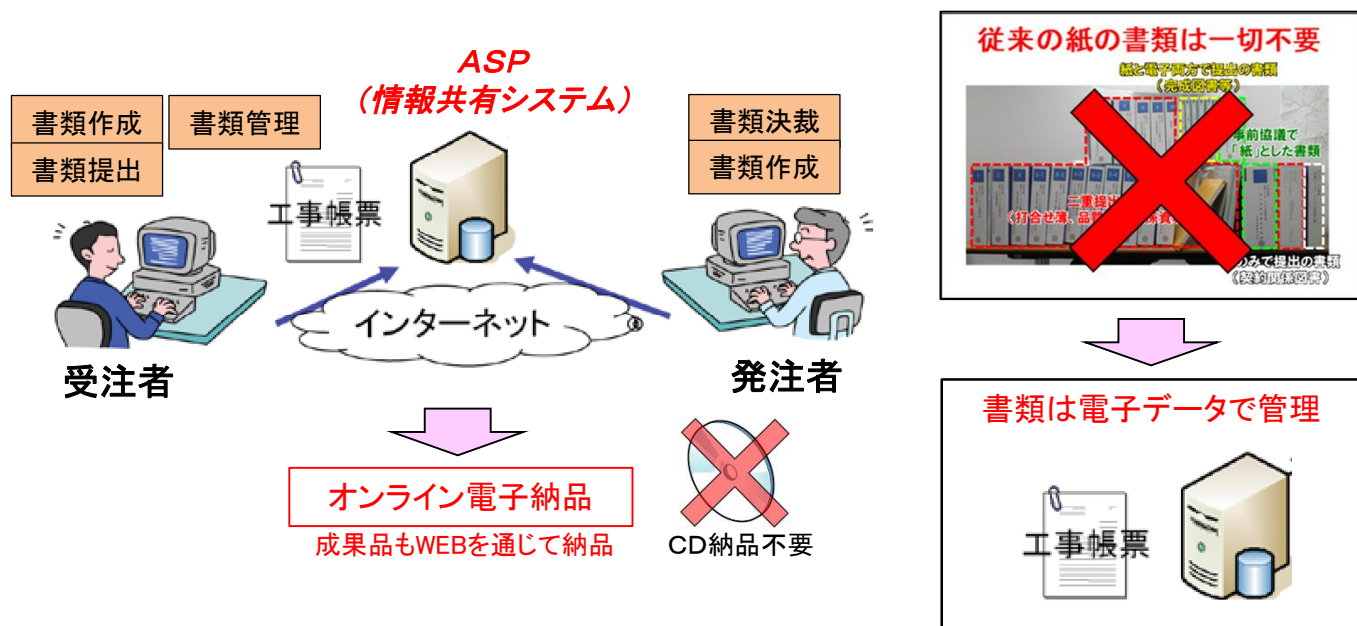 ASP
（情報共有システム）
書類作成
書類管理
書類提出
工事帳票
書類決裁
書類作成
インターネット
受注者
発注者
オンライン電子納品
成果品もWEBを通じて納品
CD納品不要
従来の紙の書類は一切不要
紙と電子両方で提出の書類
（完成図書等）
事前協議で
「紙」とした書類
二重提出
（打合せ薄、品質
のみで提出の書類
（契約関係図書）
書類は電子データで管理
工事帳票